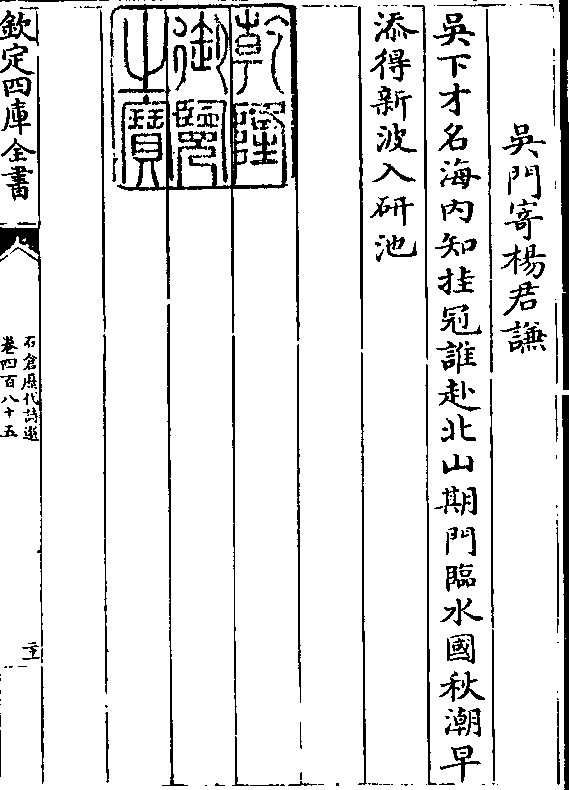 吳門寄楊君謙
吳下才名海内知挂冠誰赴北山期門臨水國秋潮早
添得新波入研池
乾隆
御覽
之寶
欽定四庫全書
石倉歷代詩選
卷四百八十五